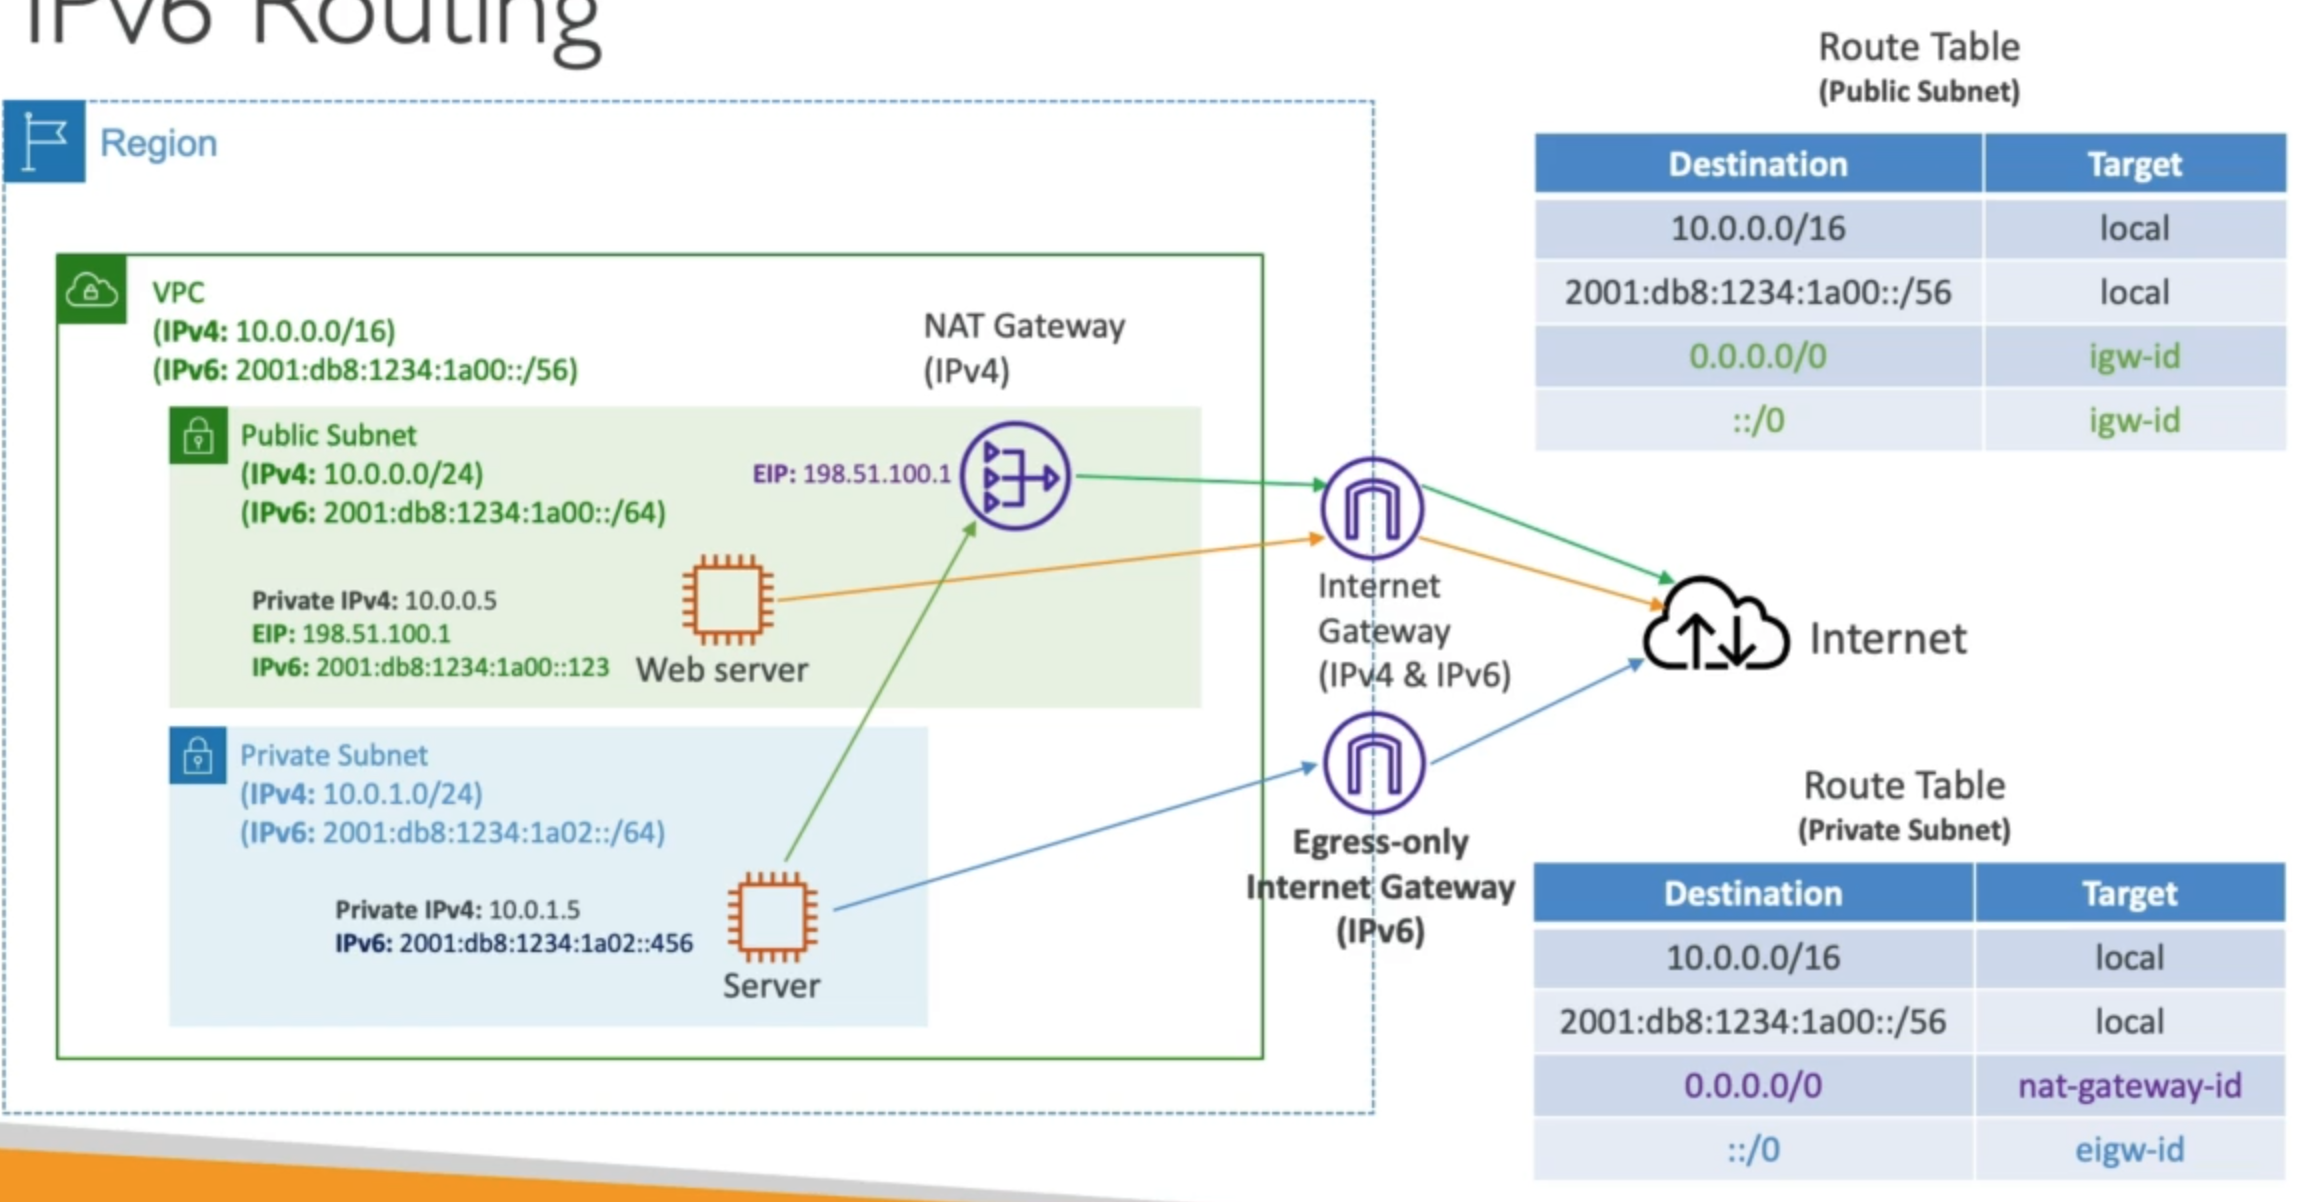 IPv6 Routing
Region
VPC
(IPv4: 10.0.0.0/16)
(IPv6: 2001:db8:1234:1a00::/56)
NAT Gateway
(IPv4)
Public Subnet
(IPv4: 10.0.0.0/24)
(IPv6: 2001:db8:1234:1a00::/64)
EIP: 198.51.100.1
Private IPv4: 10.0.0.5
EIP: 198.51.100.1
IPv6: 2001:db8:1234:1a00::123
Web server
Private Subnet
(IPv4: 10.0.1.0/24)
(IPv6: 2001:db8:1234:1a02::/64)
Private IPv4: 10.0.1.5
IPv6: 2001:db8:1234:1a02::456
Server
Internet
Gateway
(IPv4 & IPv6)
Egress-only
Internet Gateway
(IPv6)
Internet
Route Table
(Public Subnet)
Destination Target
10.0.0.0/16 local
2001:db8:1234:1a00::/56 local
0.0.0.0/0 igw-id
::/0 igw-id
Route Table
(Private Subnet)
Destination Target
10.0.0.0/16 local
2001:db8:1234:1a00::/56 local
0.0.0.0/0 nat-gateway-id
::/0 eigw-id